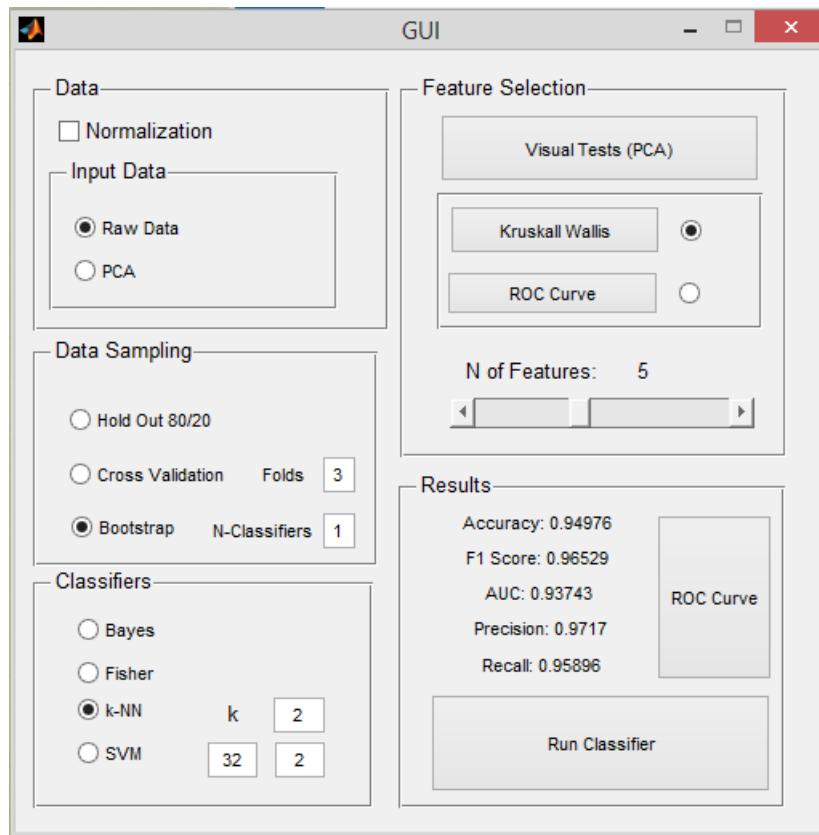 GUI
Data
Normalization
Input Data
Raw Data
PCA
Data Sampling
Hold Out 80/20
Cross Validation Folds 3
Bootstrap N-Classifiers 1
Classifiers
Bayes
Fisher
k-NN k 2
SVM 32 2
Feature Selection
Visual Tests (PCA)
Kruskall Wallis
ROC Curve
N of Features: 5
Results
Accuracy: 0.94976
F1 Score: 0.96529
AUC: 0.93743
Precision: 0.9717
Recall: 0.95896
ROC Curve
Run Classifier